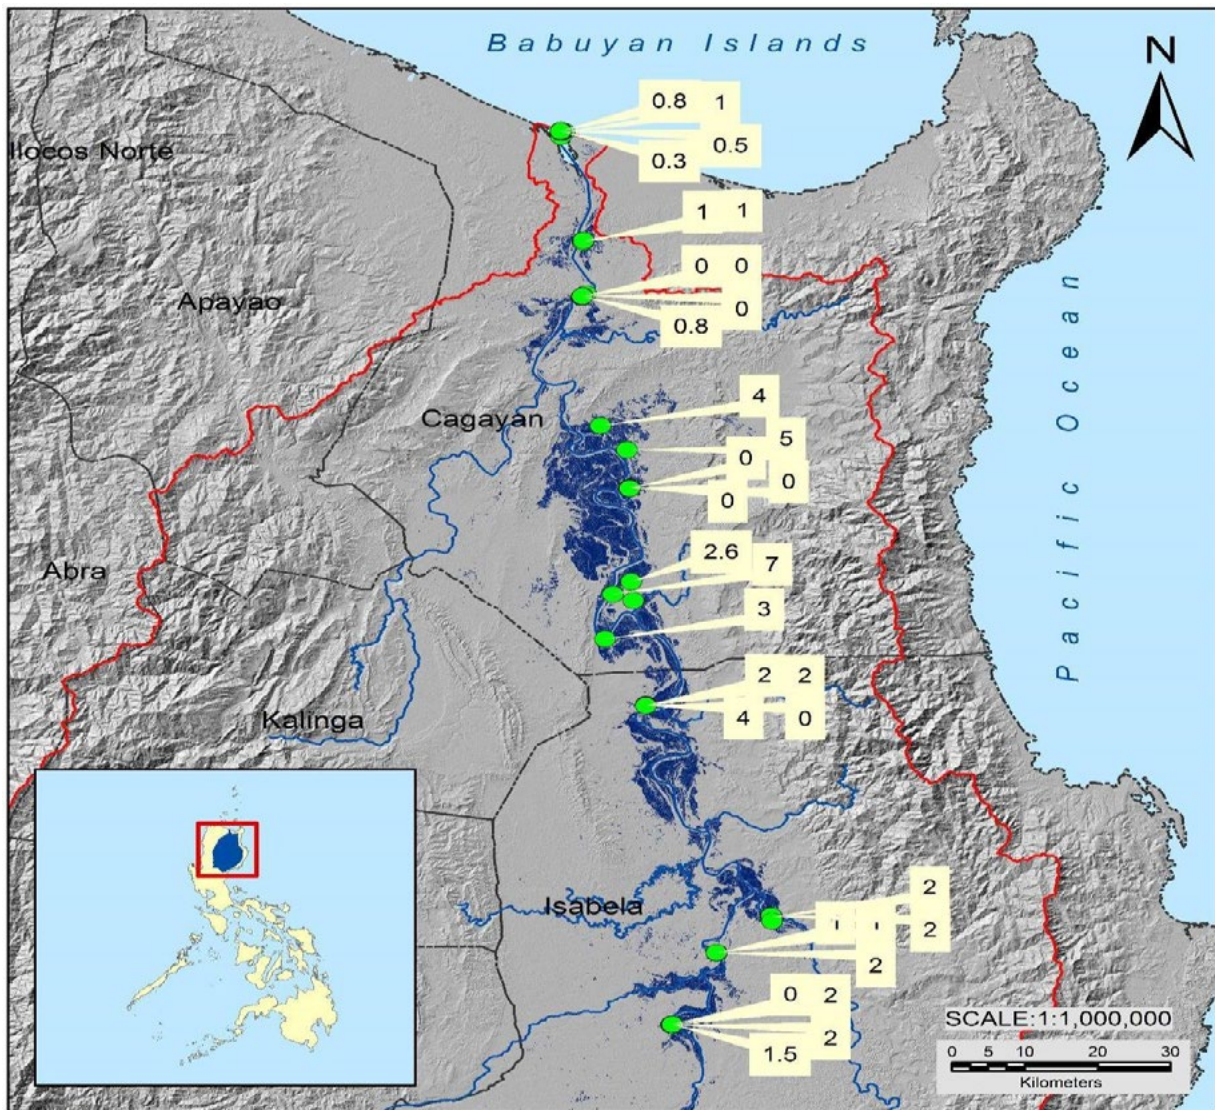 Babuyan Islands
N
0.8 1
0.5
0.3
Ilocos Norte
1 1
0 0
Apayao
0
0.8
Pacific Ocean
4
Cagayan
5
0
0
0
2.6
7
Abra
3
2 2
Kalinga
4 0
2
Isabela
1 1
2
2
0 2
SCALE:1:1,000,000
2
1.5
0 5 10 20 30
Kilometers